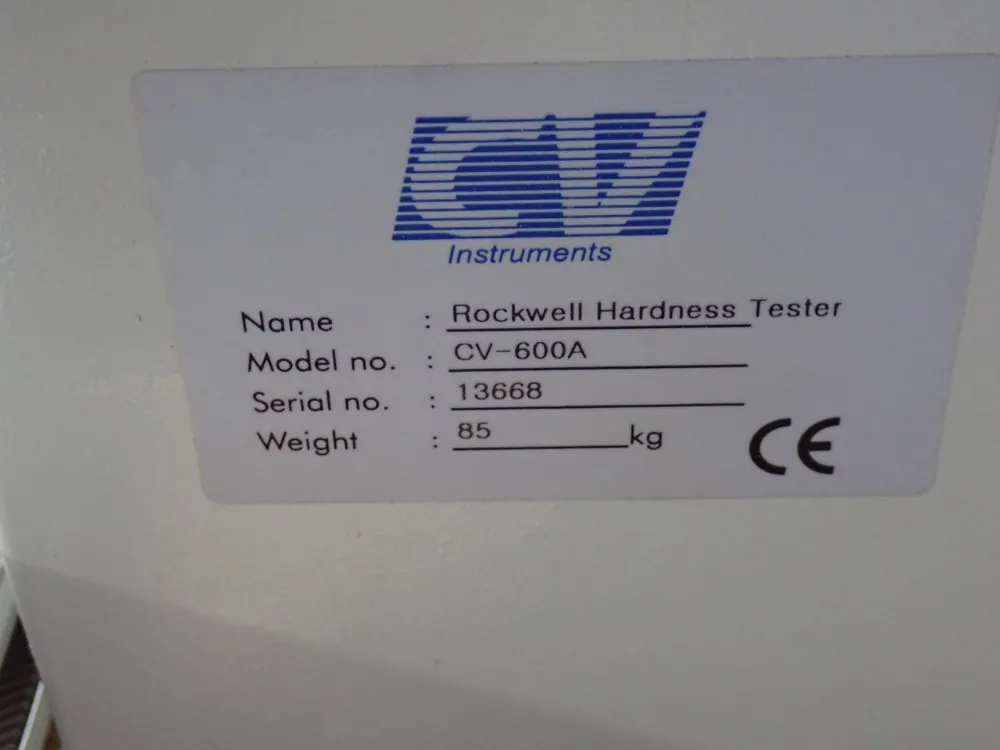 CV
Instruments
Name : Rockwell Hardness Tester
Model no. : CV-600A
Serial no. : 13668
Weight : 85 kg
CE